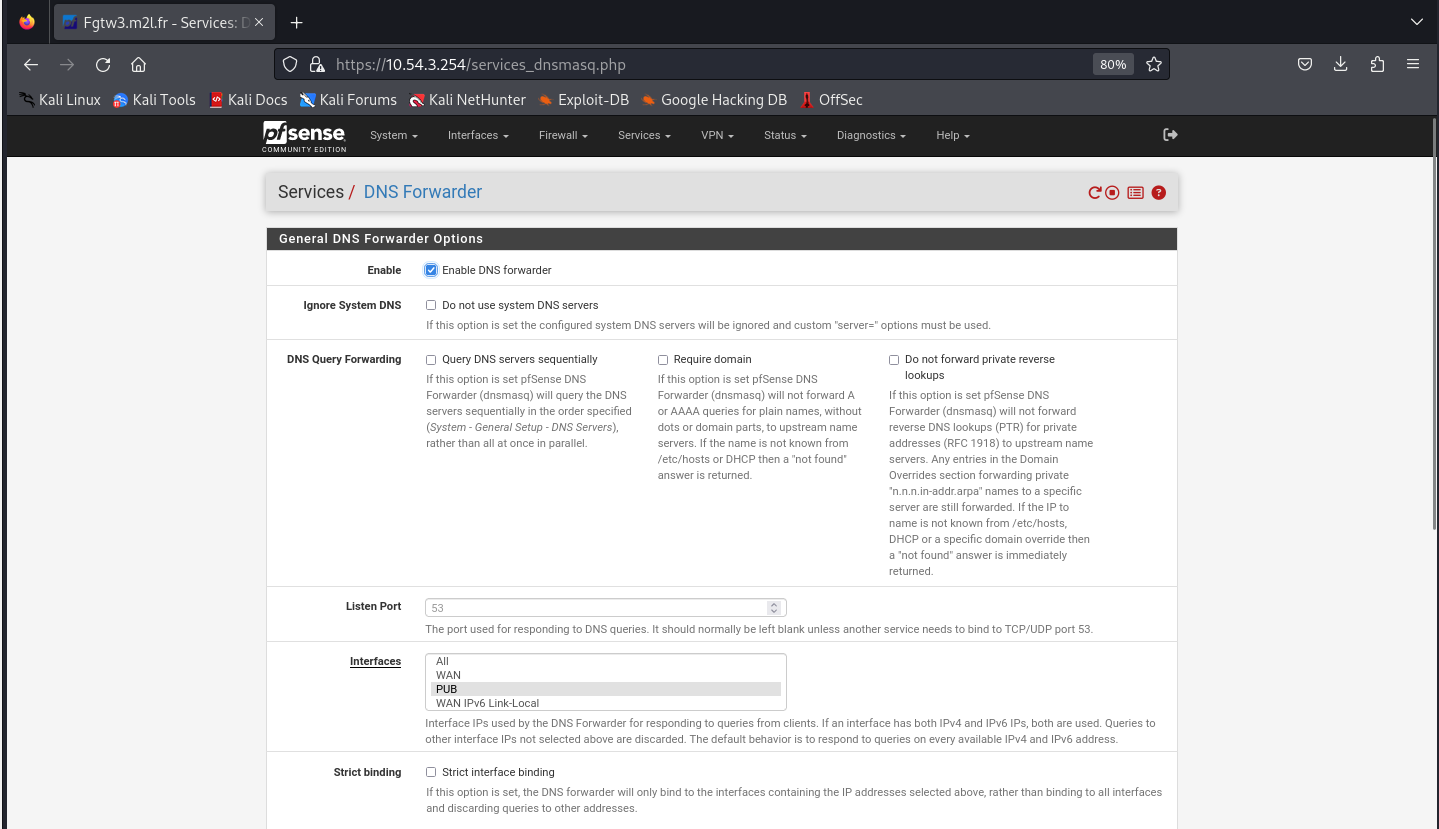 Fgtw3.m2l.fr - Services: D
https://10.54.3.254/services_dnsmasq.php
80%
Kali Linux Kali Tools Kali Docs Kali Forums Kali NetHunter Exploit-DB Google Hacking DB OffSec
pfsense
COMMUNITY EDITION
System Interfaces Firewall Services VPN Status Diagnostics Help
Services / DNS Forwarder
General DNS Forwarder Options
Enable
Enable DNS forwarder
Ignore System DNS
Do not use system DNS servers
If this option is set the configured system DNS servers will be ignored and custom "server=" options must be used.
DNS Query Forwarding
Query DNS servers sequentially
If this option is set pfSense DNS
Forwarder (dnsmasq) will query the DNS
servers sequentially in the order specified
(System - General Setup - DNS Servers),
rather than all at once in parallel.
Require domain
If this option is set pfSense DNS
Forwarder (dnsmasq) will not forward A
or AAAA queries for plain names, without
dots or domain parts, to upstream name
servers. If the name is not known from
/etc/hosts or DHCP then a "not found"
answer is returned.
Do not forward private reverse
lookups
If this option is set pfSense DNS
Forwarder (dnsmasq) will not forward
reverse DNS lookups (PTR) for private
addresses (RFC 1918) to upstream name
servers. Any entries in the Domain
Overrides section forwarding private
"n.n.n.in-addr.arpa" names to a specific
server are still forwarded. If the IP to
name is not known from /etc/hosts,
DHCP or a specific domain override then
a "not found" answer is immediately
returned.
Listen Port
53
The port used for responding to DNS queries. It should normally be left blank unless another service needs to bind to TCP/UDP port 53.
Interfaces
All
WAN
PUB
WAN IPv6 Link-Local
Interface IPs used by the DNS Forwarder for responding to queries from clients. If an interface has both IPv4 and IPv6 IPs, both are used. Queries to
other interface IPs not selected above are discarded. The default behavior is to respond to queries on every available IPv4 and IPv6 address.
Strict binding
Strict interface binding
If this option is set, the DNS forwarder will only bind to the interfaces containing the IP addresses selected above, rather than binding to all interfaces
and discarding queries to other addresses.